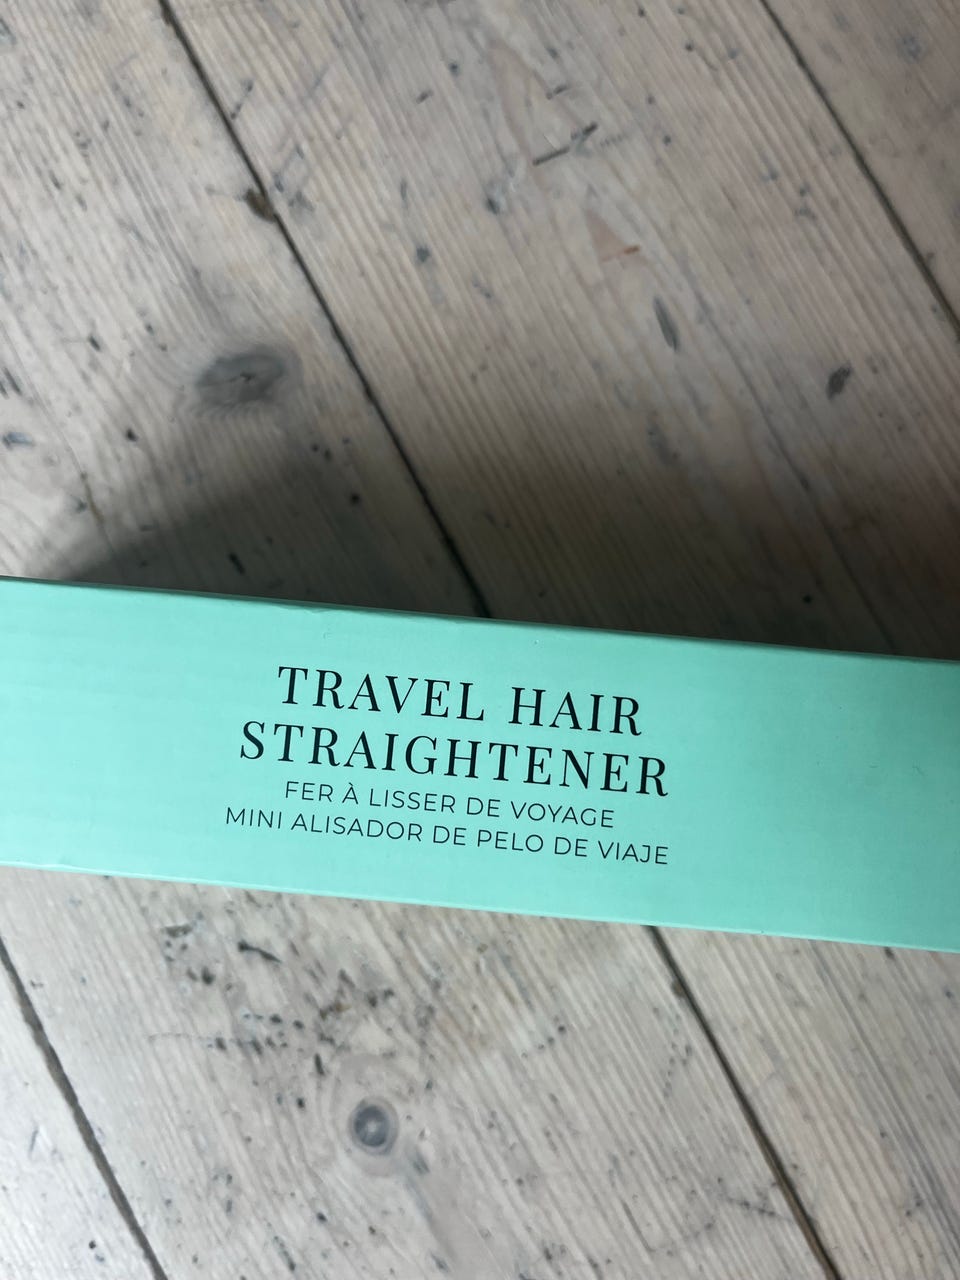 TRAVEL HAIR
STRAIGHTENER
FER À LISSER DE VOYAGE
MINI ALISADOR DE PELO DE VIAJE